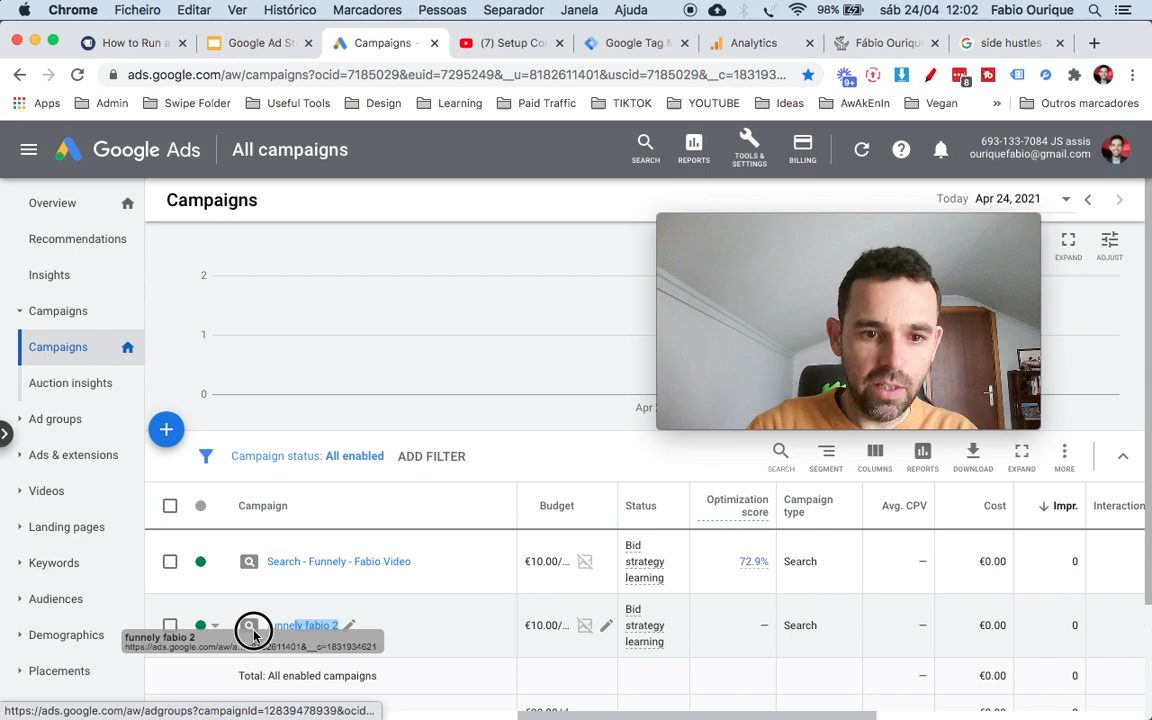 Chrome Ficheiro Editar Ver Histórico Marcadores Pessoas Separador Janela Ajuda 98% sáb 24/04 12:02 Fabio Ourique
How to Run a
Google Ad St
Campaigns -
(7) Setup Co
Google Tag M
Analytics
Fábio Ouriqu
side hustles -
ads.google.com/aw/campaigns?ocid=7185029&euid=7295249&__u=8182611401&uscid=7185029&__c=183193...
9+
8
Apps Admin Swipe Folder Useful Tools Design Learning Paid Traffic TIKTOK YOUTUBE Ideas AwAkEnIn Vegan » Outros marcadores
Google Ads All campaigns
SEARCH
REPORTS
TOOLS &
SETTINGS
BILLING
693-133-7084 JS assis
ouriquefabio@gmail.com
Overview
Recommendations
Insights
Campaigns
Campaigns
Auction insights
Ad groups
Ads & extensions
Videos
Landing pages
Keywords
Audiences
Demographics
Placements
Campaigns
Today Apr 24, 2021
EXPAND
ADJUST
2
1
0
Apr
Campaign status: All enabled ADD FILTER
SEARCH SEGMENT COLUMNS REPORTS DOWNLOAD EXPAND MORE
Campaign Budget Status Optimization
score Campaign
type Avg. CPV Cost Impr. Interaction
Search - Funnely - Fabio Video €10.00/... Bid
strategy
learning 72.9% Search — €0.00 0
funnely fabio 2 €10.00/... Bid
strategy
learning — Search — €0.00 0
funnely fabio 2
Total: All enabled campaigns — €0.00 0
https://ads.google.com/aw/adgroups?campaignId=12839478939&ocid...